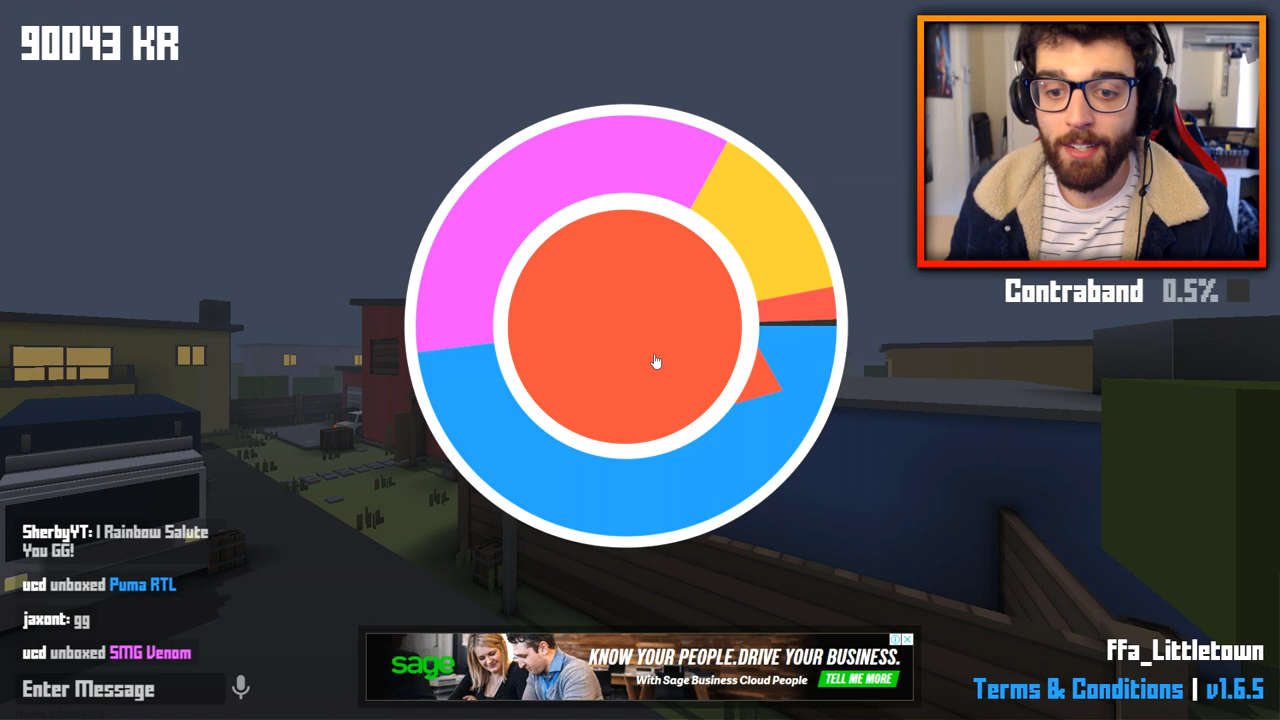 90043 KR
Contraband 0.5%
SherbyYT: I Rainbow Salute
You GG!
vcd unboxed Puma RTL
jaxont: gg
vcd unboxed SMG Venom
Enter Message
sage
KNOW YOUR PEOPLE.DRIVE YOUR BUSINESS.
With Sage Business Cloud People
TELL ME MORE
ffa_Littletown
Terms & Conditions | v1.6.5